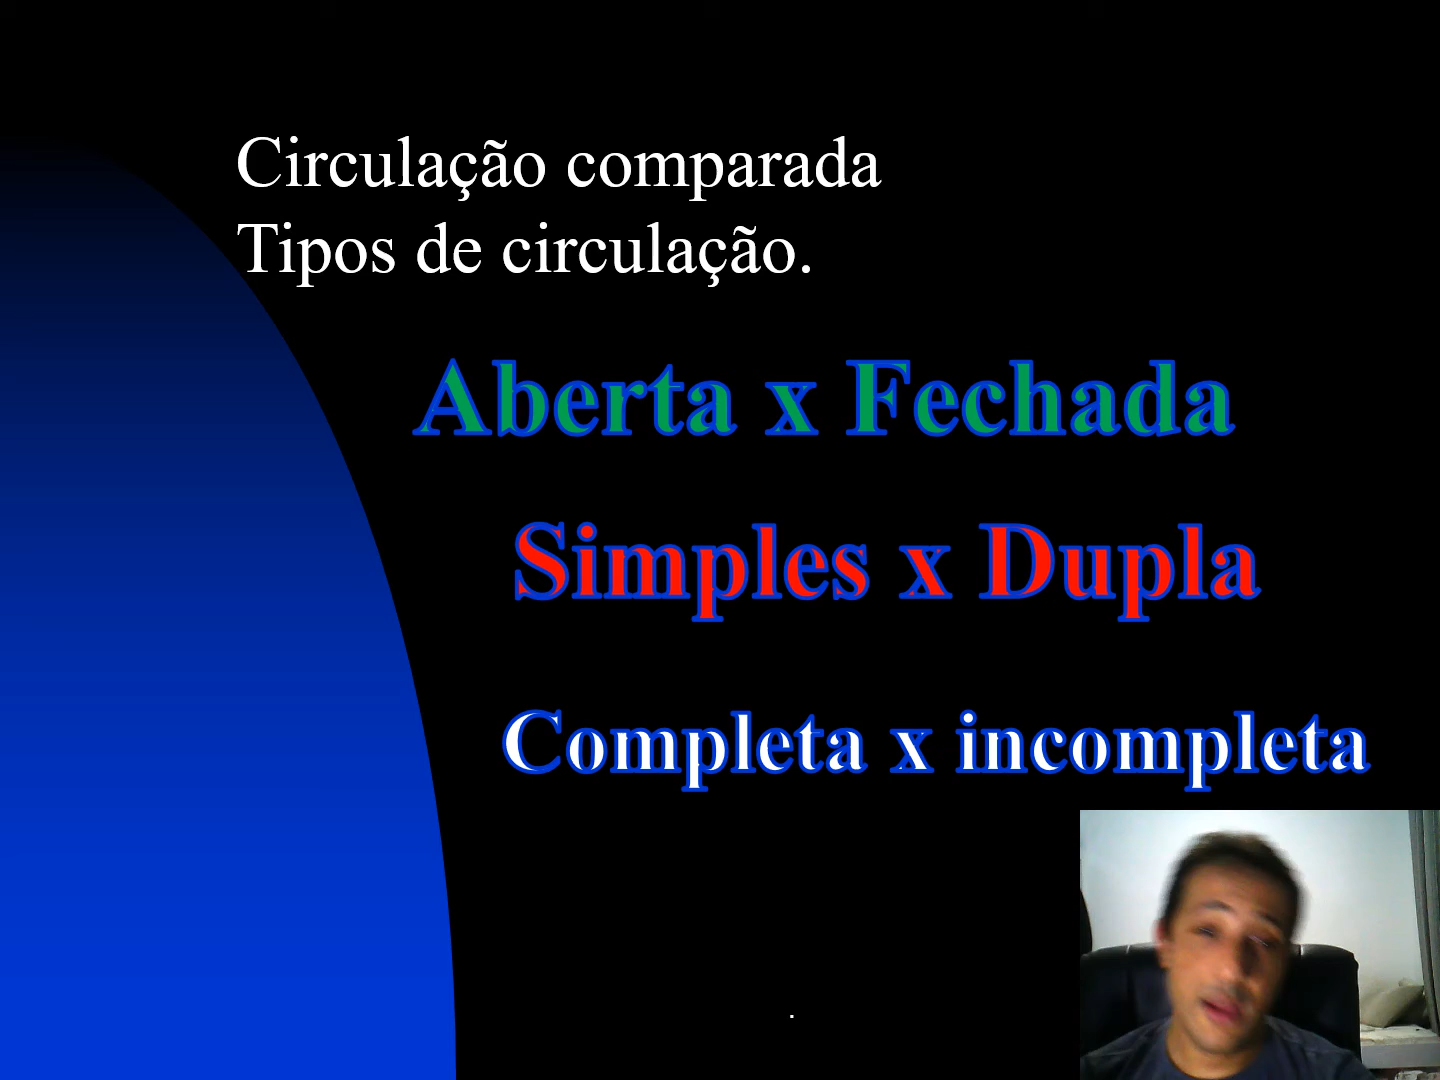 Circulação comparada
Tipos de circulação.
Aberta x Fechada
Simples x Dupla
Completa x incompleta
.